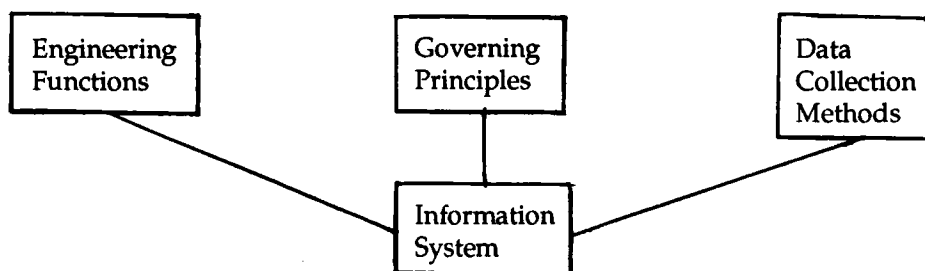 Engineering
Functions
Governing
Principles
Data
Collection
Methods
Information
System